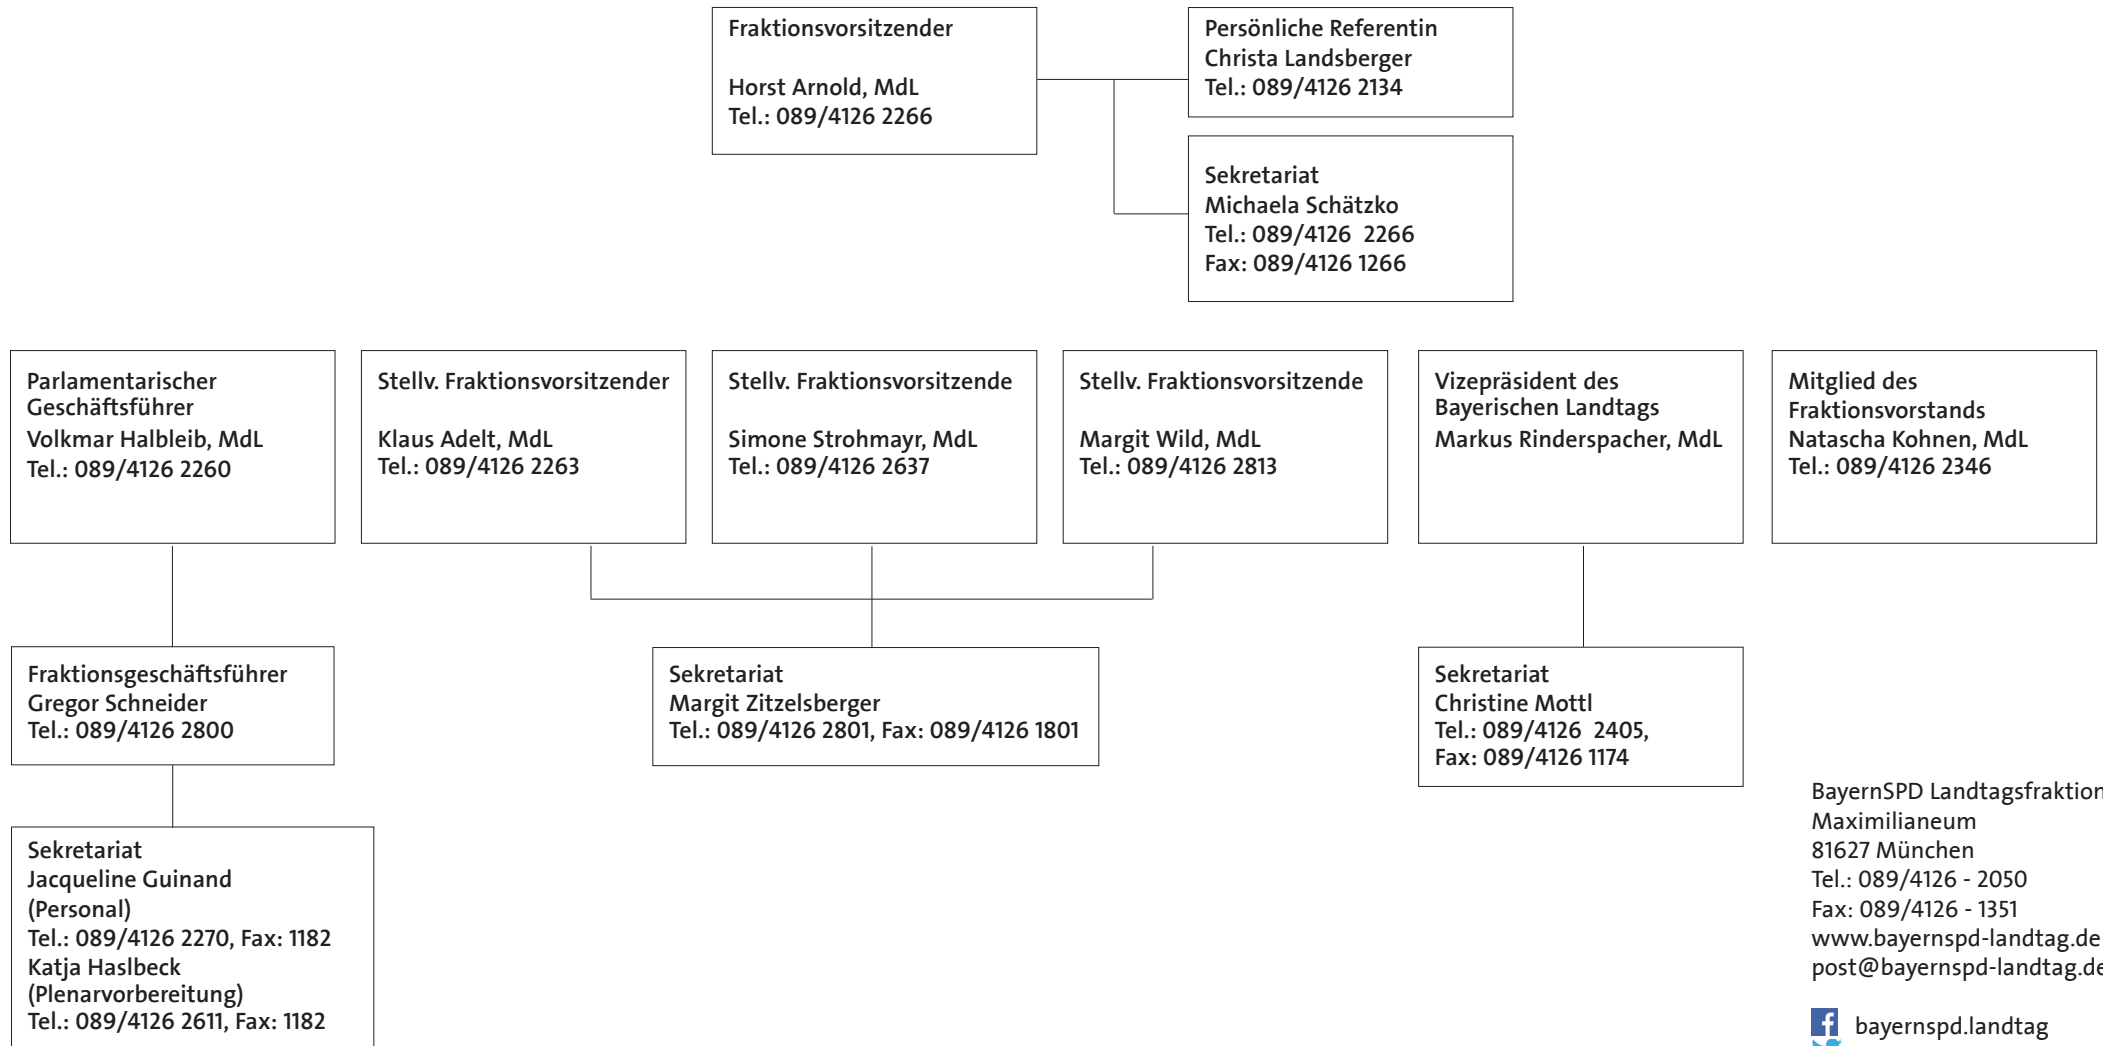 Fraktionsvorsitzender
Horst Arnold, MdL
Tel.: 089/4126 2266
Persönliche Referentin
Christa Landsberger
Tel.: 089/4126 2134
Sekretariat
Michaela Schätzko
Tel.: 089/4126  2266
Fax: 089/4126 1266
Parlamentarischer
Geschäftsführer
Volkmar Halbleib, MdL
Tel.: 089/4126 2260
Stellv. Fraktionsvorsitzender
Klaus Adelt, MdL
Tel.: 089/4126 2263
Stellv. Fraktionsvorsitzende
Simone Strohmayr, MdL
Tel.: 089/4126 2637
Stellv. Fraktionsvorsitzende
Margit Wild, MdL
Tel.: 089/4126 2813
Vizepräsident des
Bayerischen Landtags
Markus Rinderspacher, MdL
Mitglied des
Fraktionsvorstands
Natascha Kohnen, MdL
Tel.: 089/4126 2346
Fraktionsgeschäftsführer
Gregor Schneider
Tel.: 089/4126 2800
Sekretariat
Margit Zitzelsberger
Tel.: 089/4126 2801, Fax: 089/4126 1801
Sekretariat
Christine Mottl
Tel.: 089/4126  2405,
Fax: 089/4126 1174
Sekretariat
Jacqueline Guinand
(Personal)
Tel.: 089/4126 2270, Fax: 1182
Katja Haslbeck
(Plenarvorbereitung)
Tel.: 089/4126 2611, Fax: 1182
BayernSPD Landtagsfraktion
Maximilianeum
81627 München
Tel.: 089/4126 - 2050
Fax: 089/4126 - 1351
www.bayernspd-landtag.de
post@bayernspd-landtag.de
bayernspd.landtag